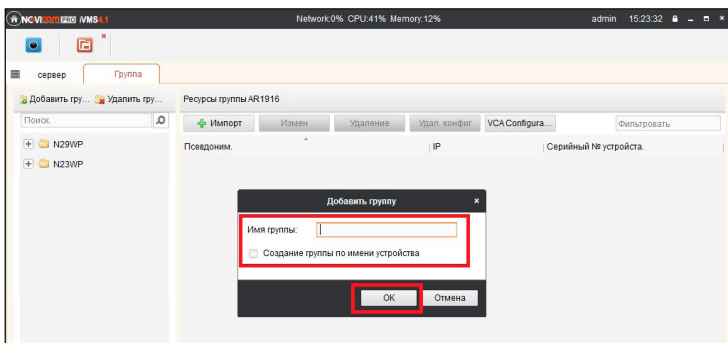 NOVIcom PRO iVMS4.1 Network:0% CPU:41% Memory:12% admin 15:23:32
сервер Группа
Добавить гру... Удалить гру... Ресурсы группы AR1916
Поиск. Импорт Измен Удаление Удал. конфиг VCA Configura... Фильтровать
Псевдоним. IP Серийный № устройста.
N29WP
N23WP
Добавить группу
Имя группы:
Создание группы по имени устройства
OK Отмена